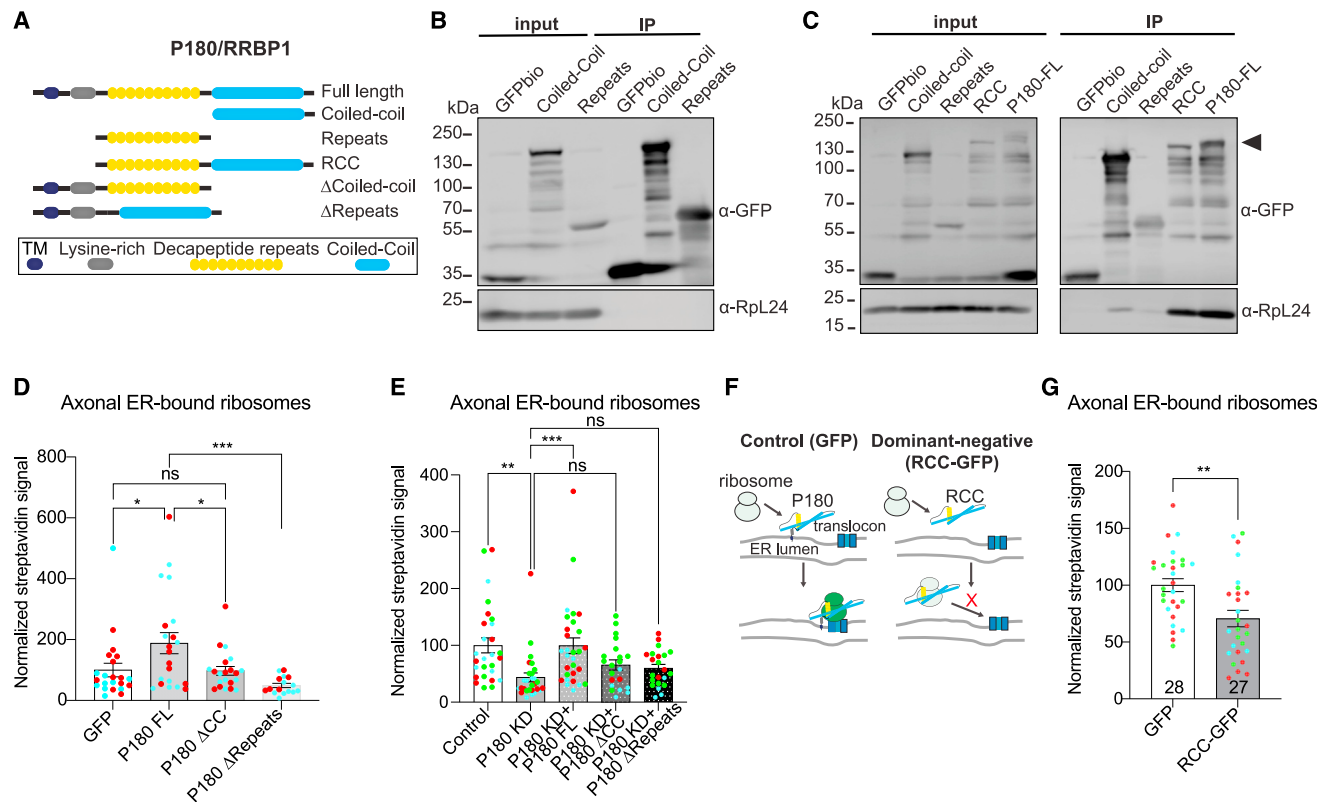 A
P180/RRBP1
Full length
Coiled-coil
Repeats
RCC
ΔCoiled-coil
ΔRepeats
TM Lysine-rich Decapeptide repeats Coiled-Coil
B
input IP
GFPbio Coiled-Coil Repeats GFPbio Coiled-Coil Repeats
kDa
250
130
100
70
55
35
25
α-GFP
α-RpL24
C
input IP
GFPbio Coiled-coil Repeats RCC P180-FL GFPbio Coiled-coil Repeats RCC P180-FL
kDa
250
130
100
70
55
35
25
15
α-GFP
α-RpL24
D
Axonal ER-bound ribosomes
Normalized streptavidin signal
800
600
400
200
0
***
ns
* *
GFP
P180 FL
P180 ΔCC
P180 ΔRepeats
E
Axonal ER-bound ribosomes
Normalized streptavidin signal
400
300
200
100
0
ns
***
** ns
Control
P180 KD
P180 KD+
P180 FL
P180 KD+
P180 ΔCC
P180 KD+
P180 ΔRepeats
F
Control (GFP) Dominant-negative
(RCC-GFP)
ribosome
P180 RCC
translocon
ER lumen
X
G
Axonal ER-bound ribosomes
Normalized streptavidin signal
200
150
100
50
0
**
28 27
GFP
RCC-GFP